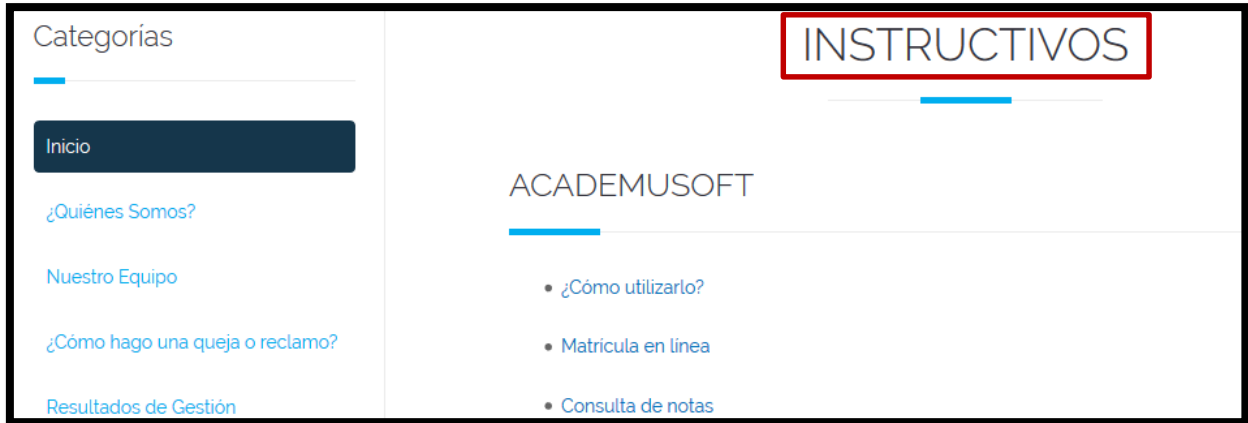 Categorías
Inicio
¿Quiénes Somos?
Nuestro Equipo
¿Cómo hago una queja o reclamo?
Resultados de Gestión
INSTRUCTIVOS
ACADEMUSOFT
¿Cómo utilizarlo?
Matrícula en línea
Consulta de notas